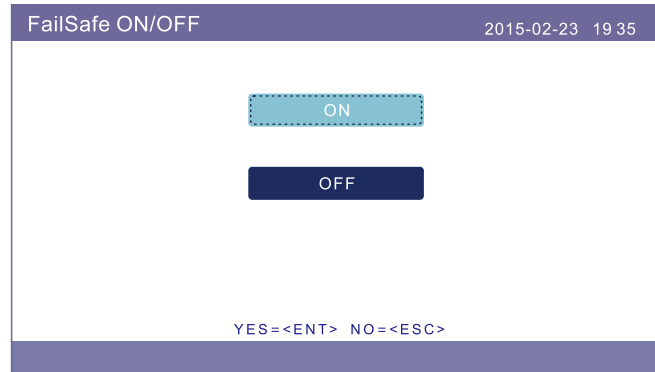 FailSafe ON/OFF
2015-02-23 19 35
ON
OFF
YES=<ENT> NO=<ESC>